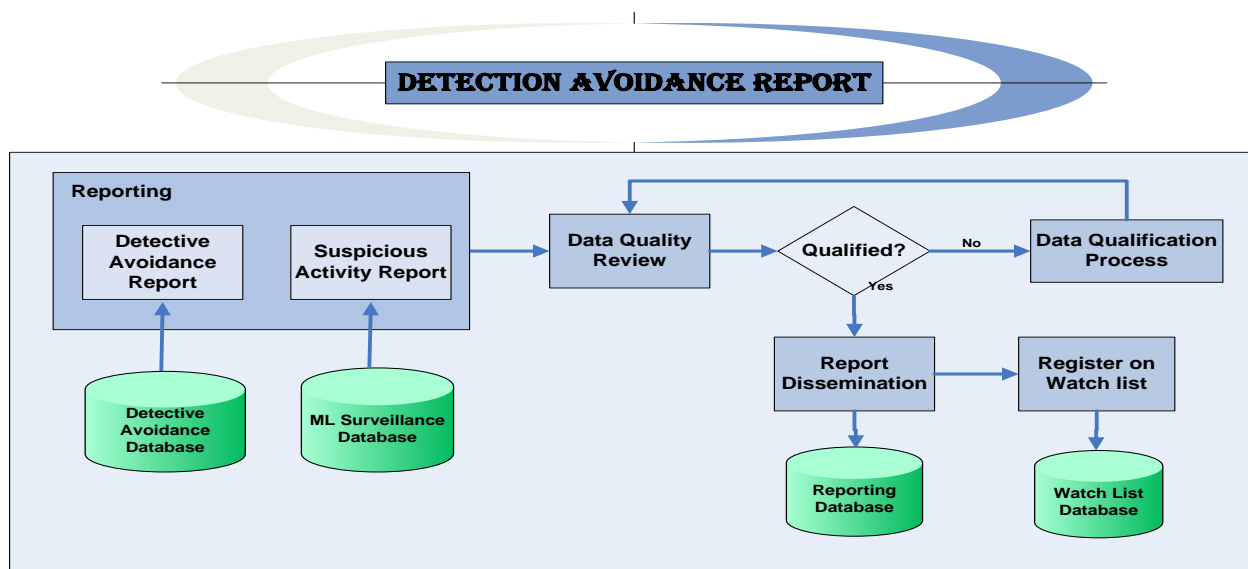 DETECTION AVOIDANCE REPORT
Reporting
Detective
Avoidance
Report
Suspicious
Activity Report
Data Quality
Review
Qualified?
No
Data Qualification
Process
Yes
Report
Dissemination
Register on
Watch list
Detective
Avoidance
Database
ML Surveillance
Database
Reporting
Database
Watch List
Database